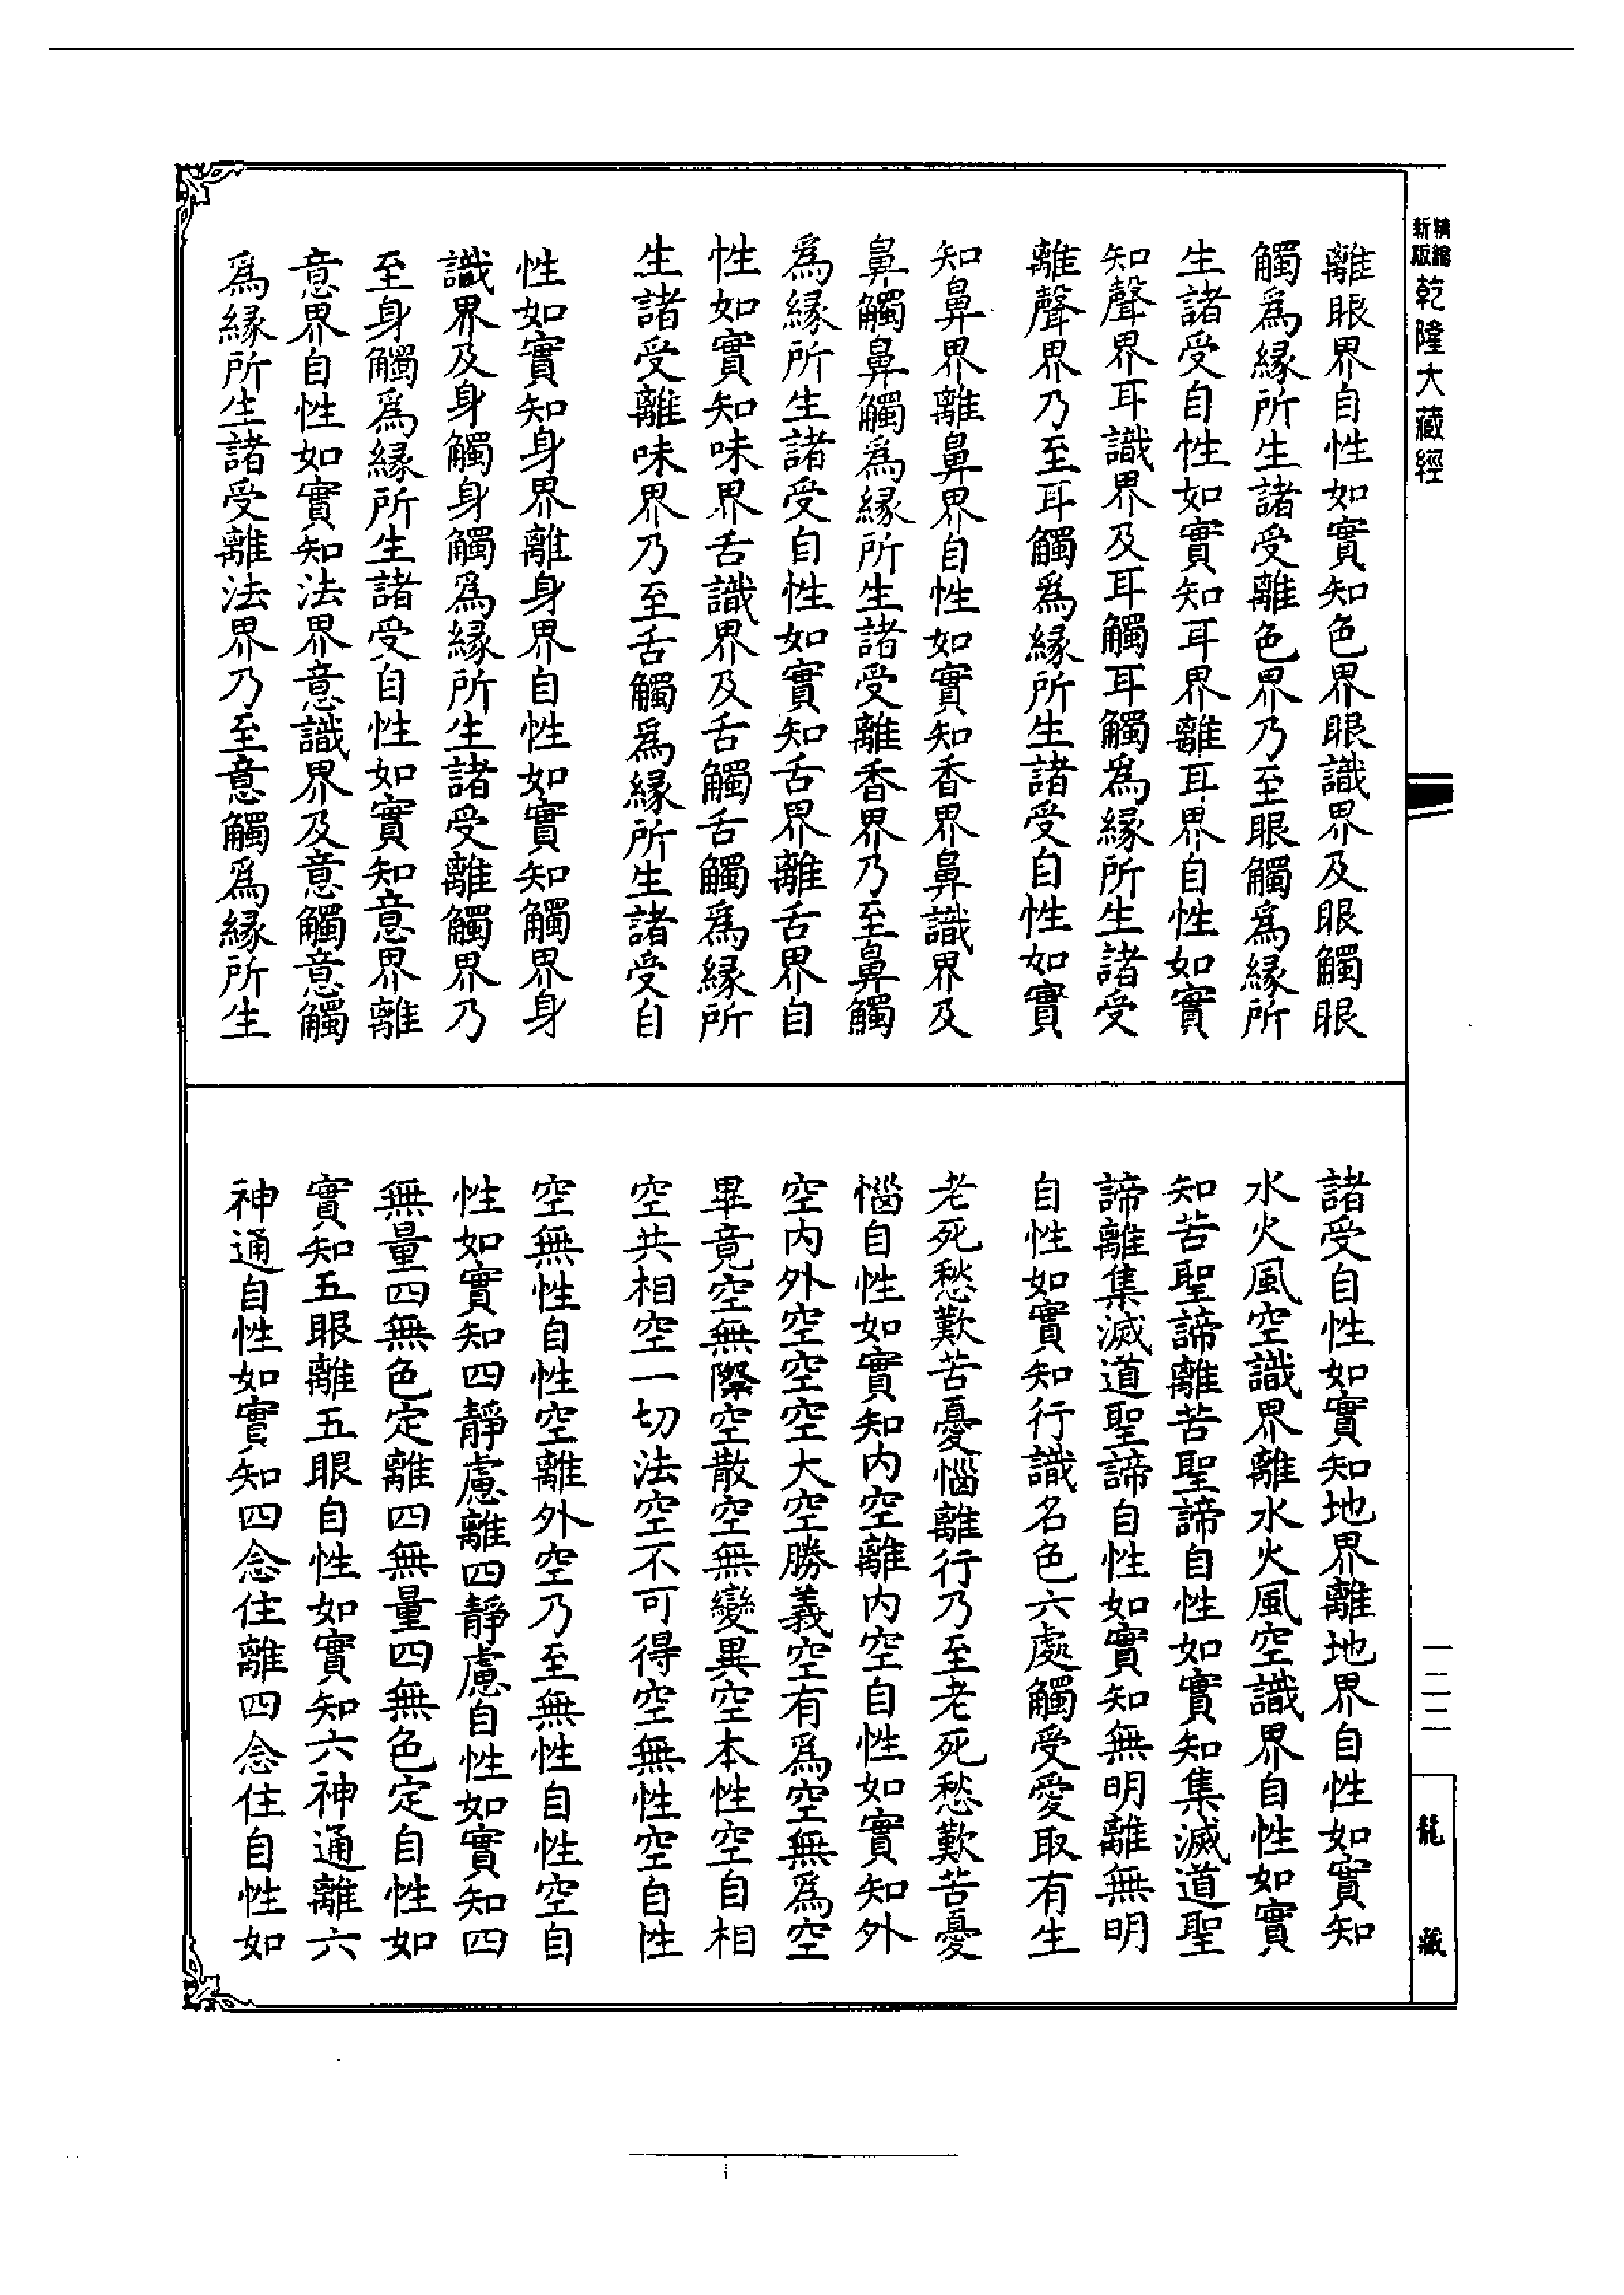 精編新版乾隆大藏經
離眼界自性如實知色界眼識界及眼觸眼
觸爲緣所生諸受離色界乃至眼觸爲緣所
生諸受自性如實知耳界離耳界自性如實
知聲界耳識界及耳觸耳觸爲緣所生諸受
離聲界乃至耳觸爲緣所生諸受自性如實
知鼻界離鼻界自性如實知香界鼻識界及
鼻觸鼻觸爲緣所生諸受離香界乃至鼻觸
爲緣所生諸受自性如實知舌界離舌界自
性如實知味界舌識界及舌觸舌觸爲緣所
生諸受離味界乃至舌觸爲緣所生諸受自
性如實知身界離身界自性如實知觸界身
識界及身觸身觸爲緣所生諸受離觸界乃
至身觸爲緣所生諸受自性如實知意界離
意界自性如實知法界意識界及意觸意觸
爲緣所生諸受離法界乃至意觸爲緣所生
諸受自性如實知地界離地界自性如實知
水火風空識界離水火風空識界自性如實
知苦聖諦離苦聖諦自性如實知集滅道聖
諦離集滅道聖諦自性如實知無明離無明
自性如實知行識名色六處觸受愛取有生
老死愁歎苦憂惱離行乃至老死愁歎苦憂
惱自性如實知內空離內空自性如實知外
空內外空空空大空勝義空有爲空無爲空
畢竟空無際空散空無變異空本性空自相
空共相空一切法空不可得空無性空自性
空無性自性空離外空乃至無性自性空自
性如實知四靜慮離四靜慮自性如實知四
無量四無色定離四無量四無色定自性如
實知五眼離五眼自性如實知六神通離六
神通自性如實知四念住離四念住自性如
一二二
龍藏